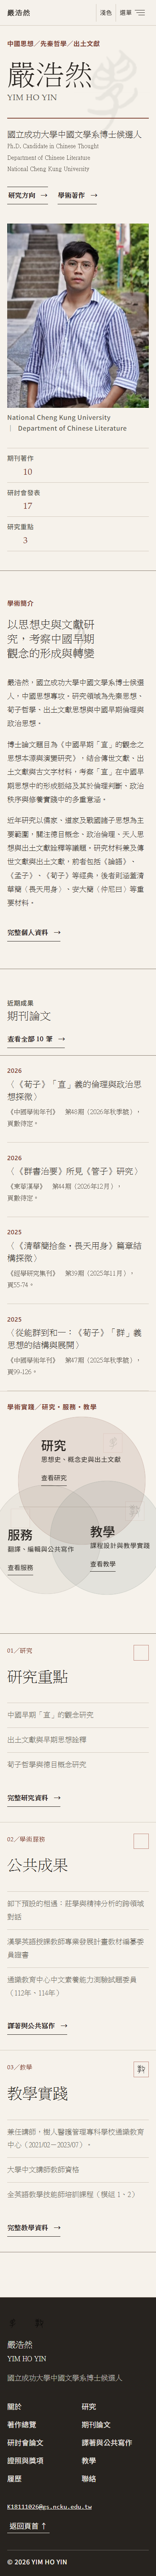 嚴浩然
淺色
選單
中國思想／先秦哲學／出土文獻
嚴浩然
YIM HO YIN
國立成功大學中國文學系博士候選人
Ph.D. Candidate in Chinese Thought
Department of Chinese Literature
National Cheng Kung University
研究方向 →
學術著作 →
National Cheng Kung University
| Department of Chinese Literature
期刊著作
10
研討會發表
17
研究重點
3
學術簡介
以思想史與文獻研
究，考察中國早期
觀念的形成與轉變
嚴浩然，國立成功大學中國文學系博士候選
人，中國思想專攻。研究領域為先秦思想、
荀子哲學、出土文獻思想與中國早期倫理與
政治思想。
博士論文題目為《中國早期「直」的觀念之
思想本源與演變研究》，結合傳世文獻、出
土文獻與古文字材料，考察「直」在中國早
期思想中的形成脈絡及其於倫理判斷、政治
秩序與修養實踐中的多重意涵。
近年研究以儒家、道家及戰國諸子思想為主
要範圍，關注德目概念、政治倫理、天人思
想與出土文獻詮釋等議題。研究材料兼及傳
世文獻與出土文獻，前者包括《論語》、
《孟子》、《荀子》等經典，後者則涵蓋清
華簡〈畏天用身〉、安大簡〈仲尼曰〉等重
要材料。
完整個人資料 →
近期成果
期刊論文
查看全部 10 筆 →
2026
〈《荀子》「直」義的倫理與政治思
想探微〉
《中國學術年刊》 第48期（2026年秋季號），
頁數待定。
2026
〈《群書治要》所見《管子》研究〉
《東華漢學》 第44期（2026年12月），
頁數待定。
2025
〈《清華簡拾叁・畏天用身》篇章結
構探微〉
《經學研究集刊》 第39期（2025年11月），
頁55-74。
2025
〈從能群到和一：《荀子》「群」義
思想的結構與展開〉
《中國學術年刊》 第47期（2025年秋季號），
頁99-126。
學術實踐／研究・服務・教學
研究
思想史、概念史與出土文獻
查看研究
服務
翻譯、編輯與公共寫作
查看服務
教學
課程設計與教學實踐
查看教學
01／研究
研究重點
中國早期「直」的觀念研究
出土文獻與早期思想詮釋
荀子哲學與德目概念研究
完整研究資料 →
02／學術服務
公共成果
卸下預設的相遇：莊學與精神分析的跨領域
對話
漢學英語授課教師專業發展計畫教材編纂委
員證書
通識教育中心中文素養能力測驗試題委員
（112年・114年）
譯著與公共寫作 →
03／教學
教學實踐
兼任講師，樹人醫護管理專科學校通識教育
中心（2021/02－2023/07）。
大學中文講師教師資格
全英語教學技能師培訓課程（模組 1・2）
完整教學資料 →
嚴浩然
YIM HO YIN
國立成功大學中國文學系博士候選人
關於
研究
著作總覽
期刊論文
研討會論文
譯著與公共寫作
證照與獎項
教學
履歷
聯絡
K18111026@gs.ncku.edu.tw
返回頁首 ↑
© 2026 YIM HO YIN